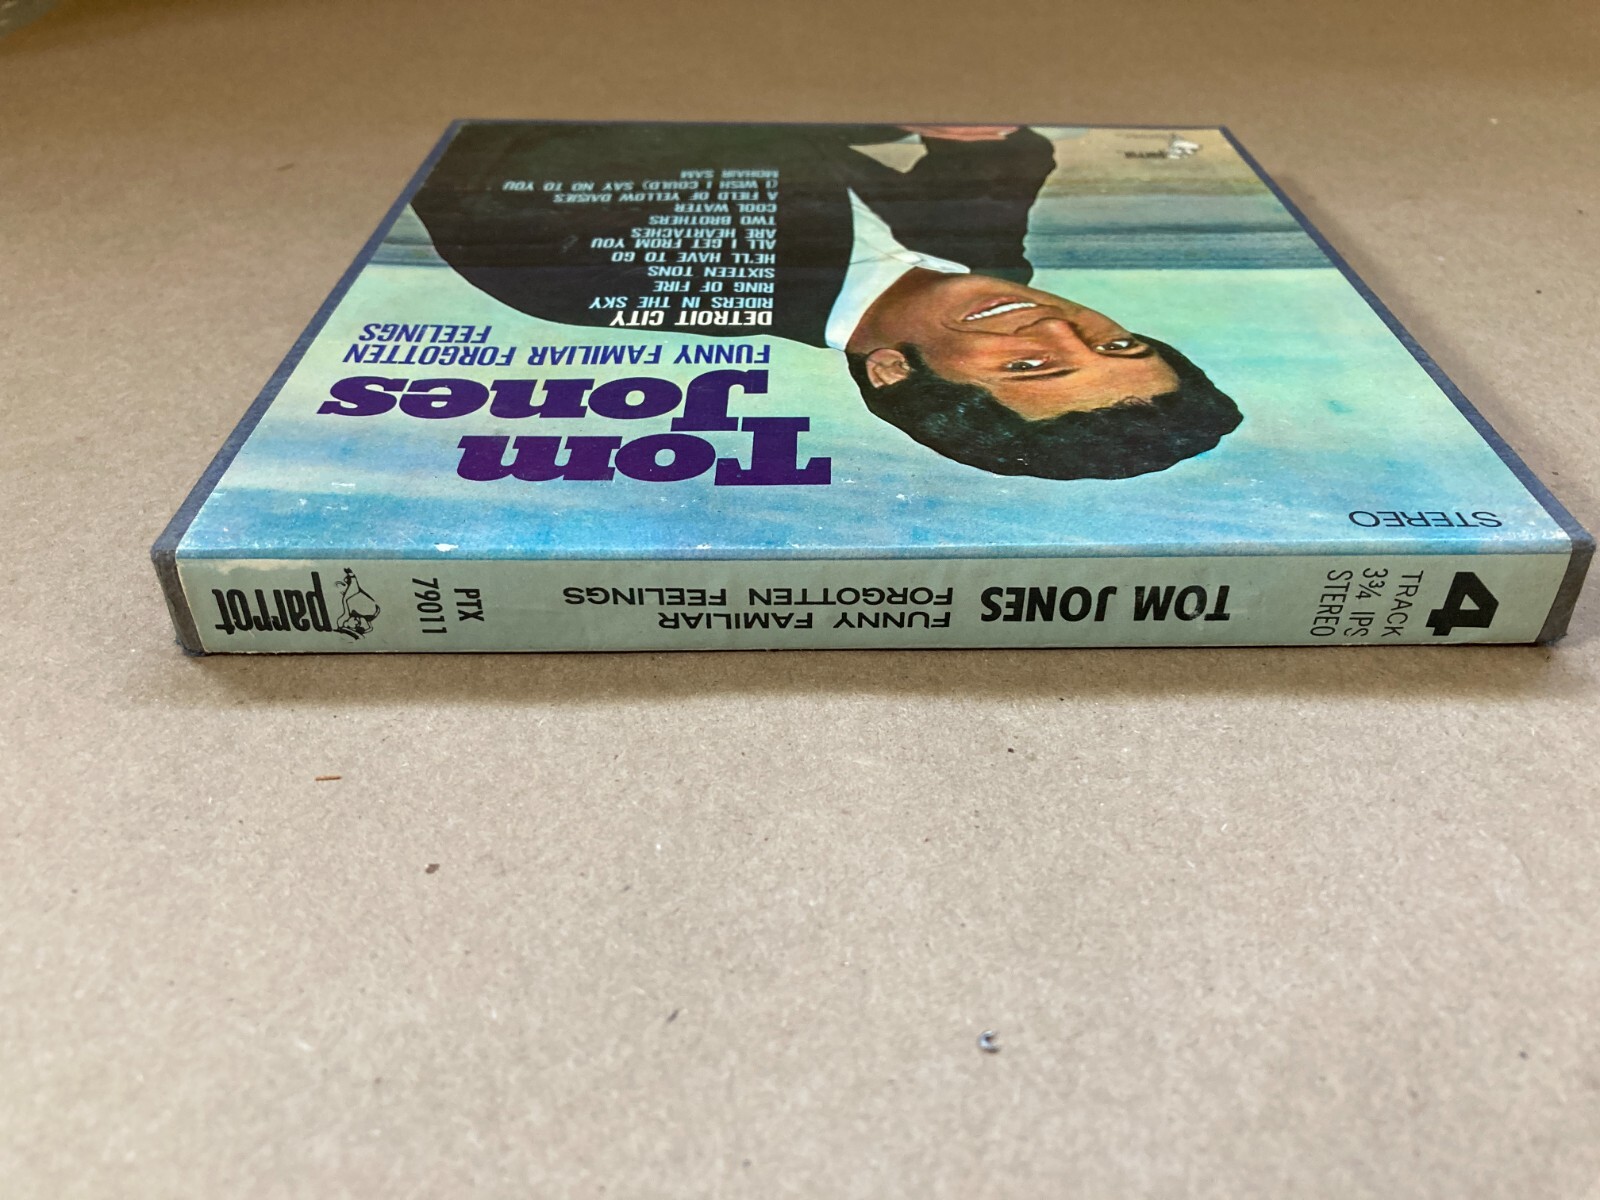 STEREO
Tom
Jones
FUNNY FAMILIAR FORGOTTEN
FEELINGS
DETROIT CITY
RIDERS IN THE SKY
RING OF FIRE
SIXTEEN TONS
HE'LL HAVE TO GO
ALL I GET FROM YOU
ARE HEARTACHES
TWO BROTHERS
COOL WATER
A FIELD OF YELLOW DAISIES
(I WISH I COULD) SAY NO TO YOU
MOHAIR SAM
parrot
4
TRACK
3¾ IPS
STEREO
TOM JONES
FUNNY FAMILIAR
FORGOTTEN FEELINGS
PTX
79011
parrot